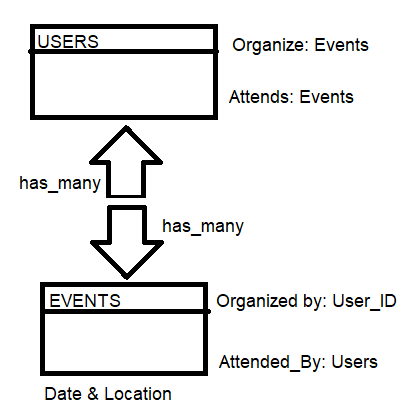 USERS
Organize: Events
Attends: Events
has_many
has_many
EVENTS
Organized by: User_ID
Attended_By: Users
Date & Location